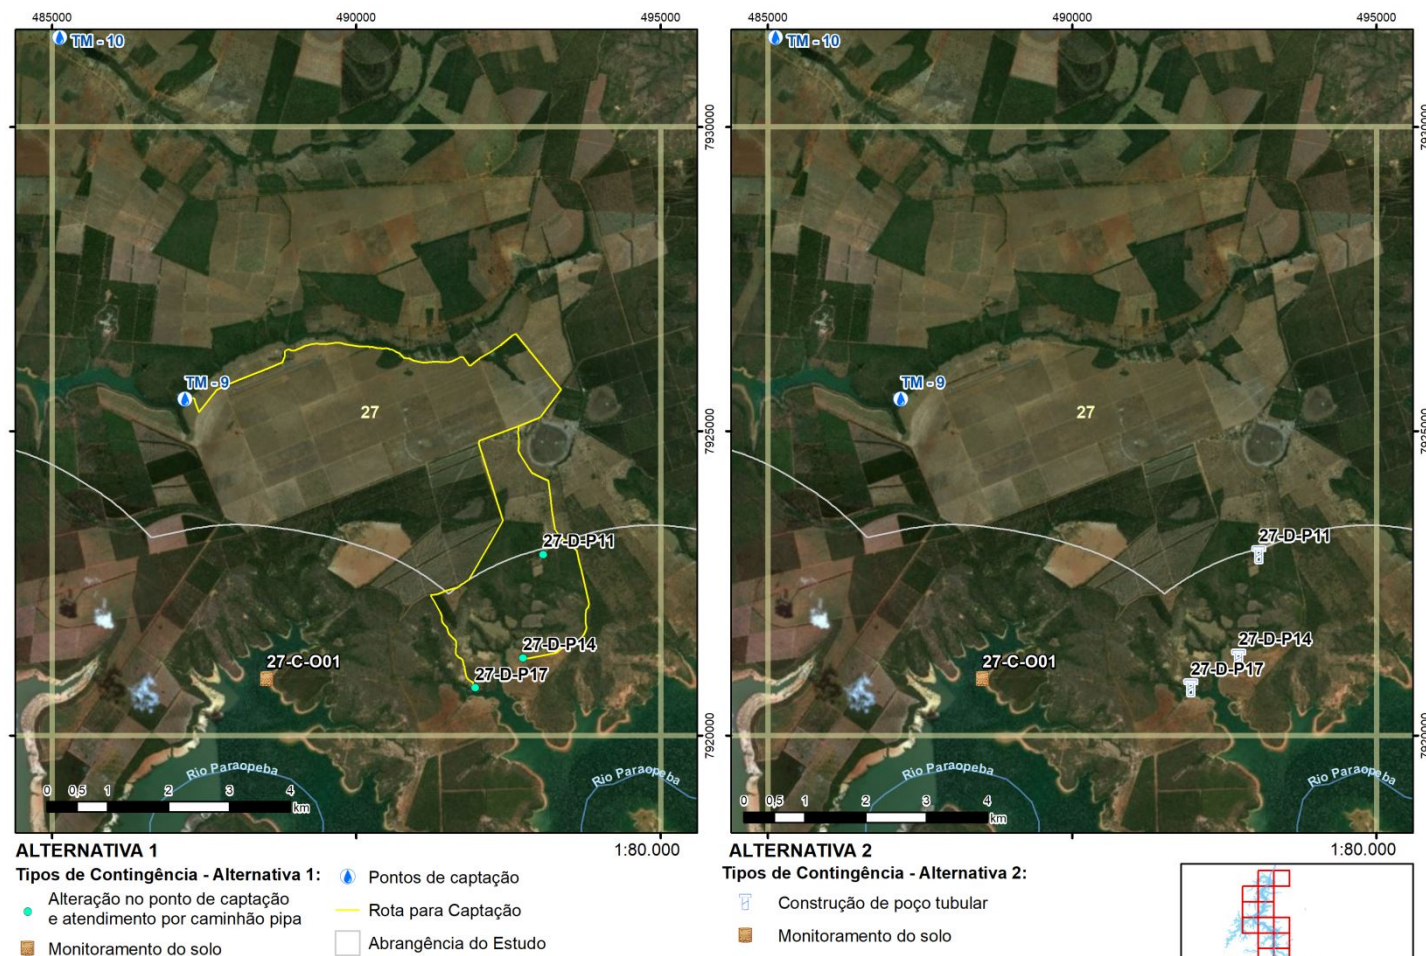 485000
490000
495000
TM - 10
7930000
TM - 9
27
7925000
27-D-P11
27-D-P14
27-C-O01
27-D-P17
7920000
Rio Paraopeba
Rio Paraopeba
0 0,5 1 2 3 4
km
ALTERNATIVA 1
1:80.000
Tipos de Contingência - Alternativa 1:
Alteração no ponto de captação
e atendimento por caminhão pipa
Monitoramento do solo
Pontos de captação
Rota para Captação
Abrangência do Estudo
485000
490000
495000
TM - 10
7930000
TM - 9
27
7925000
27-D-P11
27-D-P14
27-C-O01
27-D-P17
7920000
Rio Paraopeba
Rio Paraopeba
0 0,5 1 2 3 4
km
ALTERNATIVA 2
1:80.000
Tipos de Contingência - Alternativa 2:
Construção de poço tubular
Monitoramento do solo